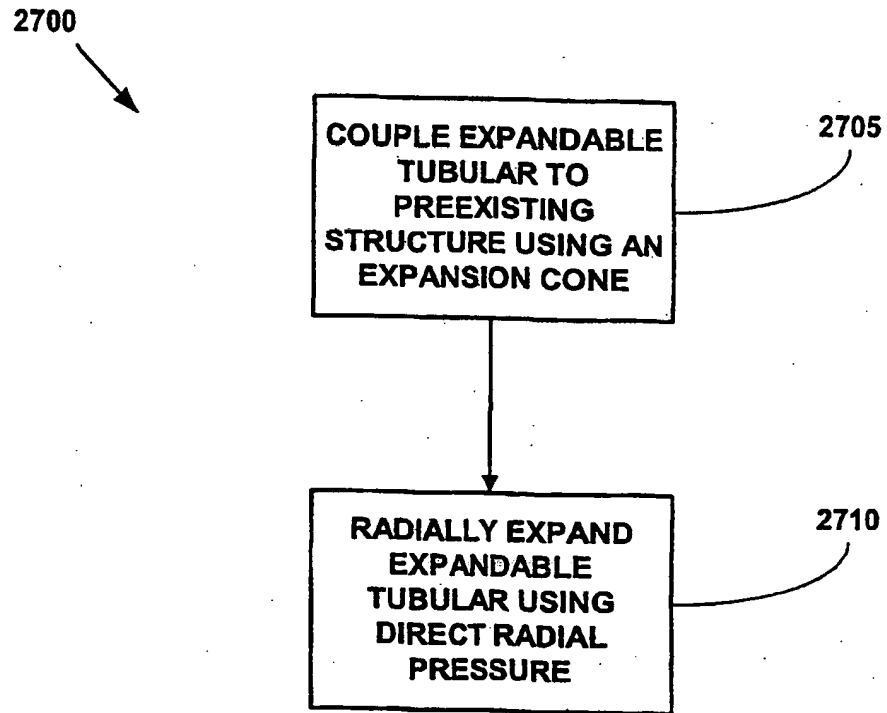 2700
COUPLE EXPANDABLE
TUBULAR TO
PREEXISTING
STRUCTURE USING AN
EXPANSION CONE
2705
RADIALLY EXPAND
EXPANDABLE
TUBULAR USING
DIRECT RADIAL
PRESSURE
2710